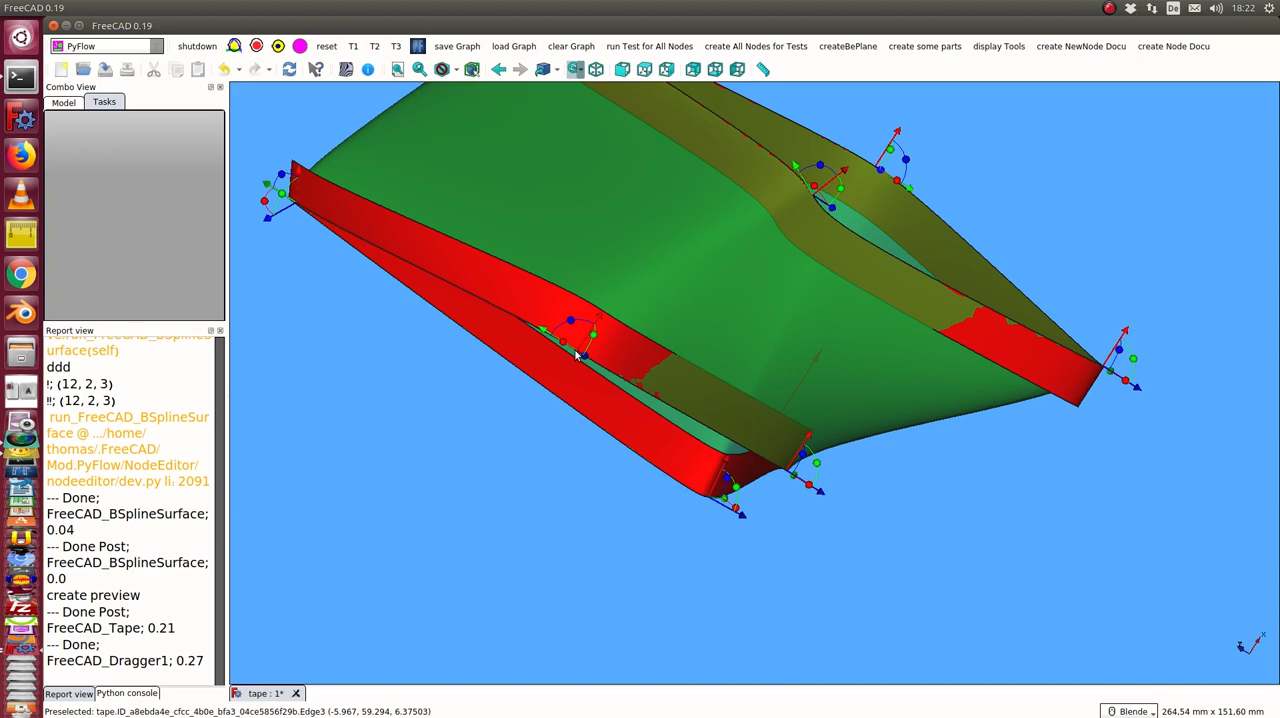 FreeCAD 0.19
De
18:22
FreeCAD 0.19
PyFlow
shutdown
reset
T1
T2
T3
save Graph
load Graph
clear Graph
run Test for All Nodes
create All Nodes for Tests
createBePlane
create some parts
display Tools
create NewNode Docu
create Node Docu
Combo View
Model
Tasks
Report view
ve.run_FreeCAD_BSplineS
urface(self)
ddd
!; (12, 2, 3)
!!; (12, 2, 3)
run_FreeCAD_BSplineSur
face @ .../home/
thomas/.FreeCAD/
Mod.PyFlow/NodeEditor/
nodeeditor/dev.py li: 2091
--- Done;
FreeCAD_BSplineSurface;
0.04
--- Done Post;
FreeCAD_BSplineSurface;
0.0
create preview
--- Done Post;
FreeCAD_Tape; 0.21
--- Done;
FreeCAD_Dragger1; 0.27
Report view
Python console
tape : 1*
Preselected: tape.ID_a8ebda4e_cfcc_4b0e_bfa3_04ce5856f29b.Edge3 (-5.967, 59.294, 6.37503)
Blende
264,54 mm x 151,60 mm